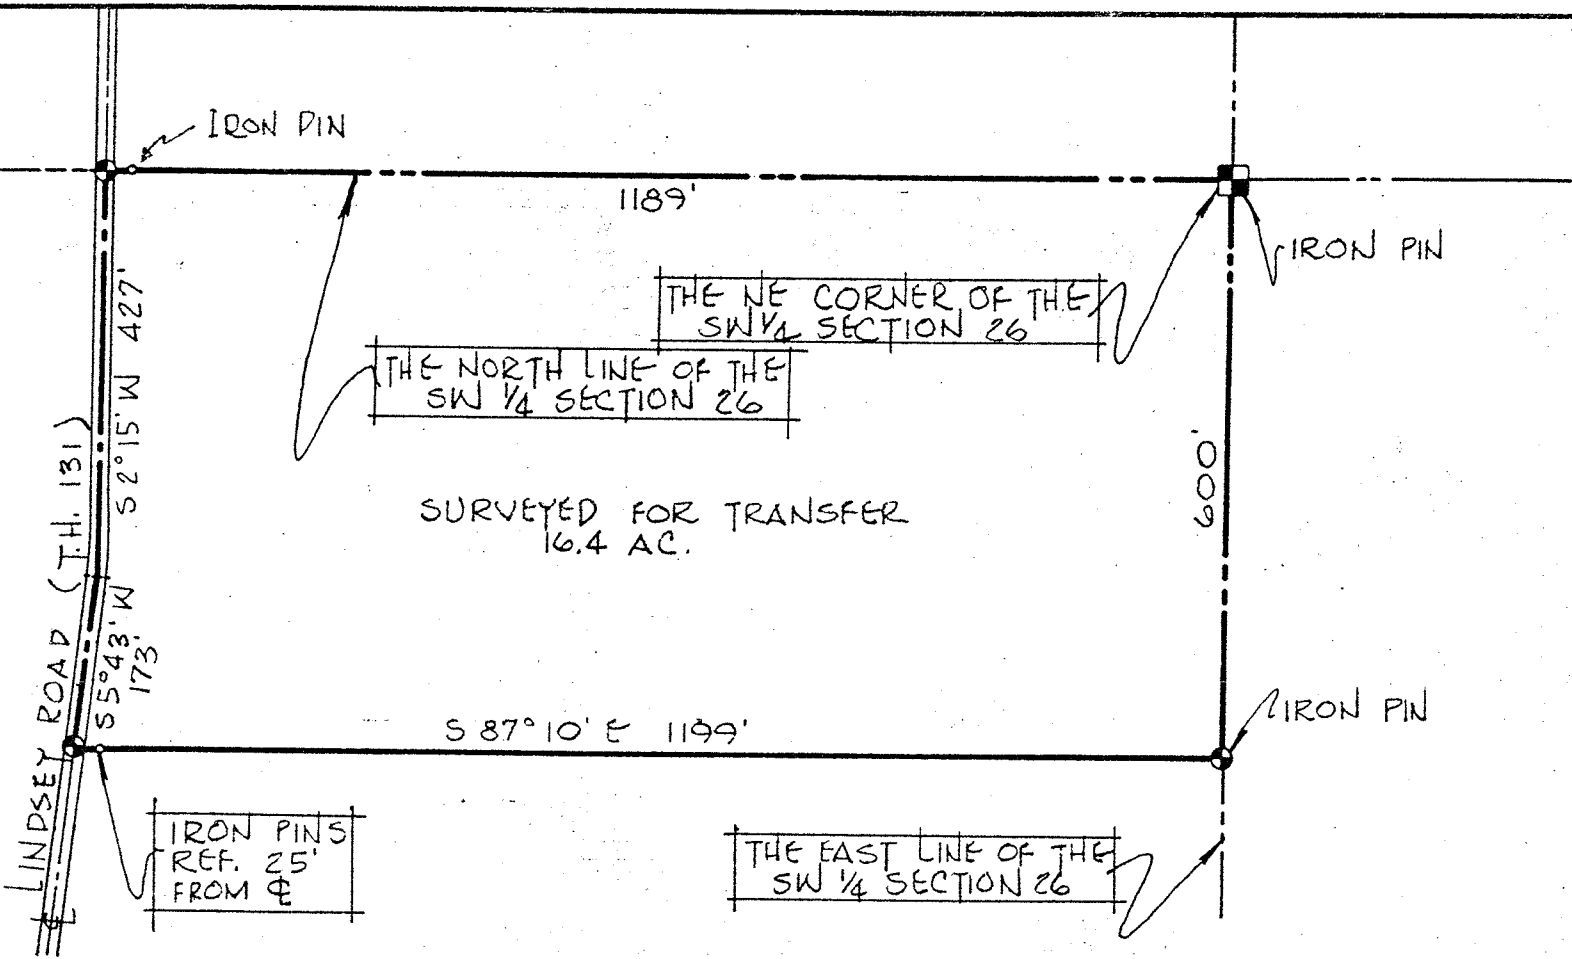 IRON PIN
1189'
IRON PIN
THE NE CORNER OF THE
SW 1/4 SECTION 26
THE NORTH LINE OF THE
SW 1/4 SECTION 26
S 2° 15' W 427'
600'
SURVEYED FOR TRANSFER
16.4 AC.
LINDSEY ROAD (T.H. 131)
S 5° 43' W
173'
S 87° 10' E 1199'
IRON PIN
IRON PINS
REF. 25'
FROM ℄
THE EAST LINE OF THE
SW 1/4 SECTION 26
℄